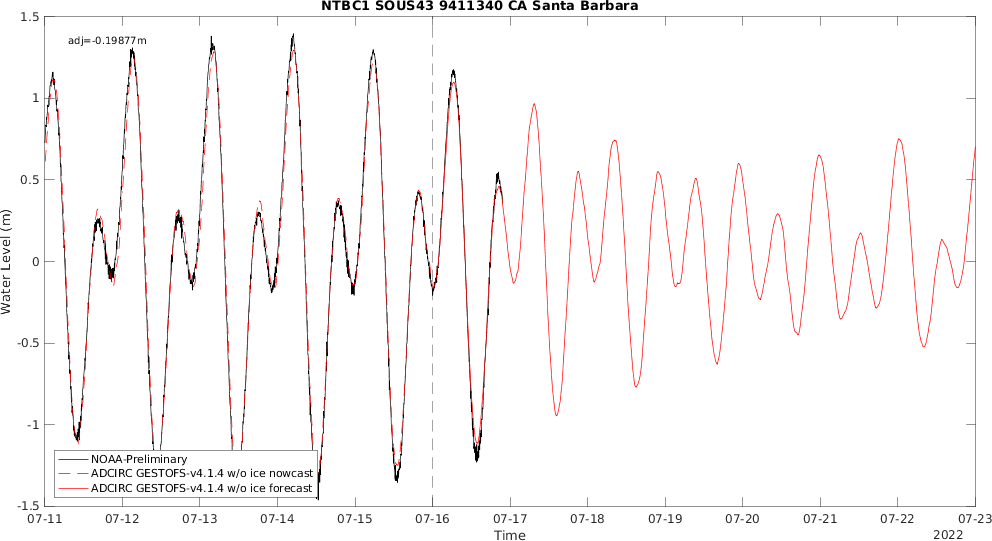 NTBC1 SOUS43 9411340 CA Santa Barbara
1.5
adj=-0.19877m
1
0.5
0
-0.5
-1
-1.5
Water Level (m)
NOAA-Preliminary
ADCIRC GESTOFS-v4.1.4 w/o ice nowcast
ADCIRC GESTOFS-v4.1.4 w/o ice forecast
07-11 07-12 07-13 07-14 07-15 07-16 07-17 07-18 07-19 07-20 07-21 07-22 07-23
Time
2022